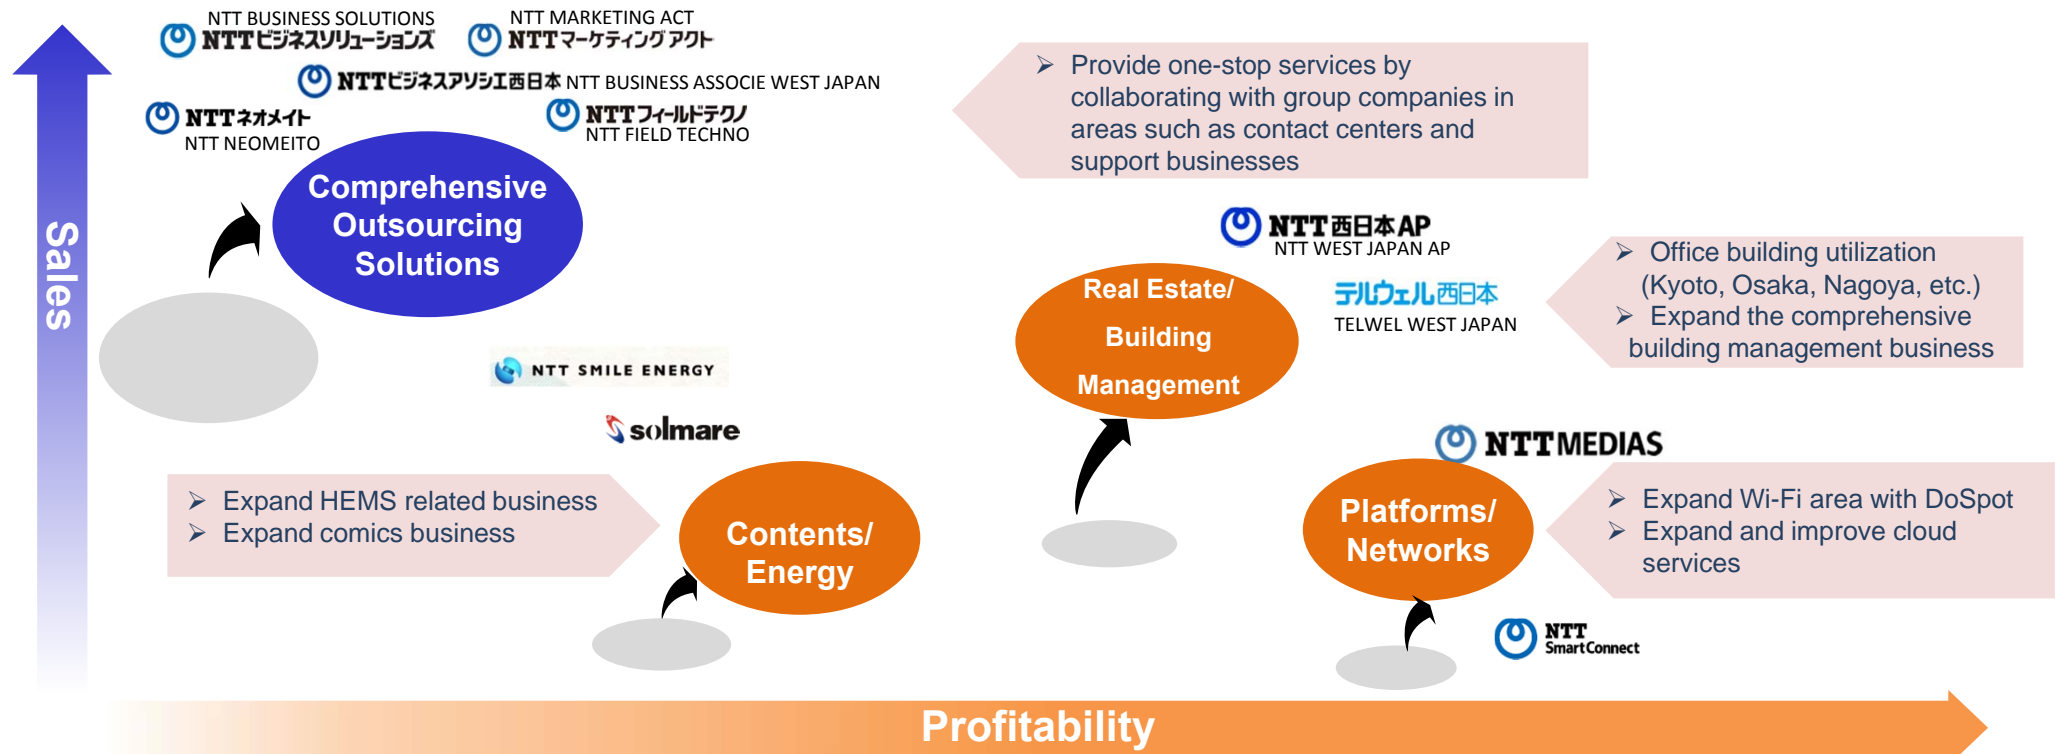 NTT BUSINESS SOLUTIONS
NTTビジネスソリューションズ
NTT MARKETING ACT
NTTマーケティングアクト
NTTビジネスアソシエ西日本 NTT BUSINESS ASSOCIE WEST JAPAN
NTTネオメイト
NTT NEOMEITO
NTTフィールドテクノ
NTT FIELD TECHNO
Comprehensive
Outsourcing
Solutions
➢ Provide one-stop services by
collaborating with group companies in
areas such as contact centers and
support businesses
Sales
NTT西日本AP
NTT WEST JAPAN AP
テルウェル西日本
TELWEL WEST JAPAN
Real Estate/
Building
Management
➢ Office building utilization
(Kyoto, Osaka, Nagoya, etc.)
➢ Expand the comprehensive
building management business
NTT SMILE ENERGY
solmare
➢ Expand HEMS related business
➢ Expand comics business
Contents/
Energy
NTT MEDIAS
Platforms/
Networks
➢ Expand Wi-Fi area with DoSpot
➢ Expand and improve cloud
services
NTT
SmartConnect
Profitability